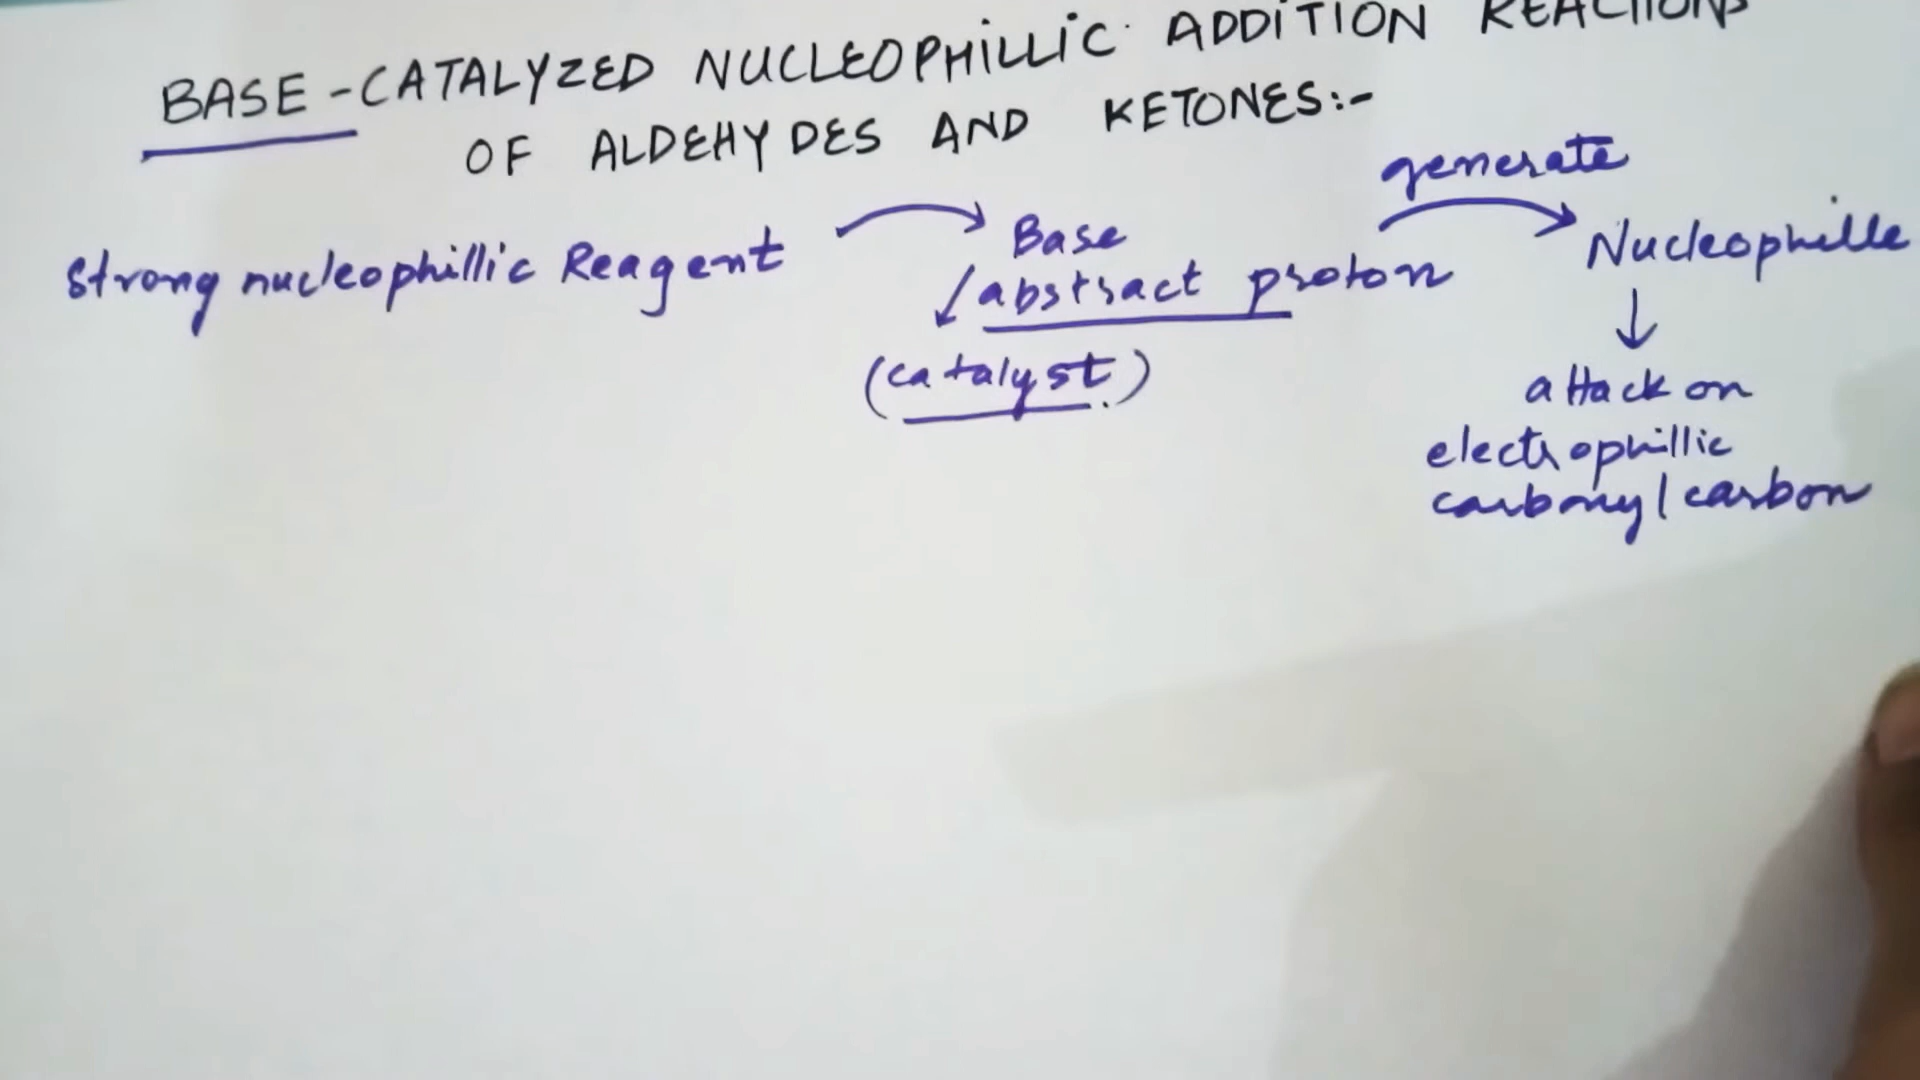 BASE-CATALYZED NUCLEOPHILLIC ADDITION REACTIONS
OF ALDEHYDES AND KETONES:-
Strong nucleophillic Reagent
Base
abstract proton
(catalyst)
generate
Nucleophille
attack on
electrophillic
carbonyl carbon